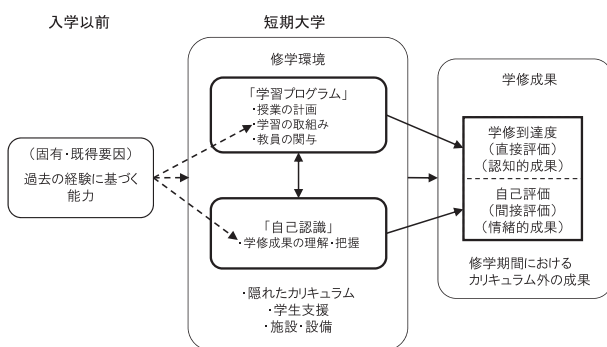 入学以前
短期大学
修学環境
「学習プログラム」
・授業の計画
・学習の取組み
・教員の関与
(固有・既得要因)
過去の経験に基づく
能力
「自己認識」
・学修成果の理解・把握
・隠れたカリキュラム
・学生支援
・施設・設備
学修成果
学修到達度
(直接評価)
(認知的成果)
自己評価
(間接評価)
(情緒的成果)
修学期間における
カリキュラム外の成果